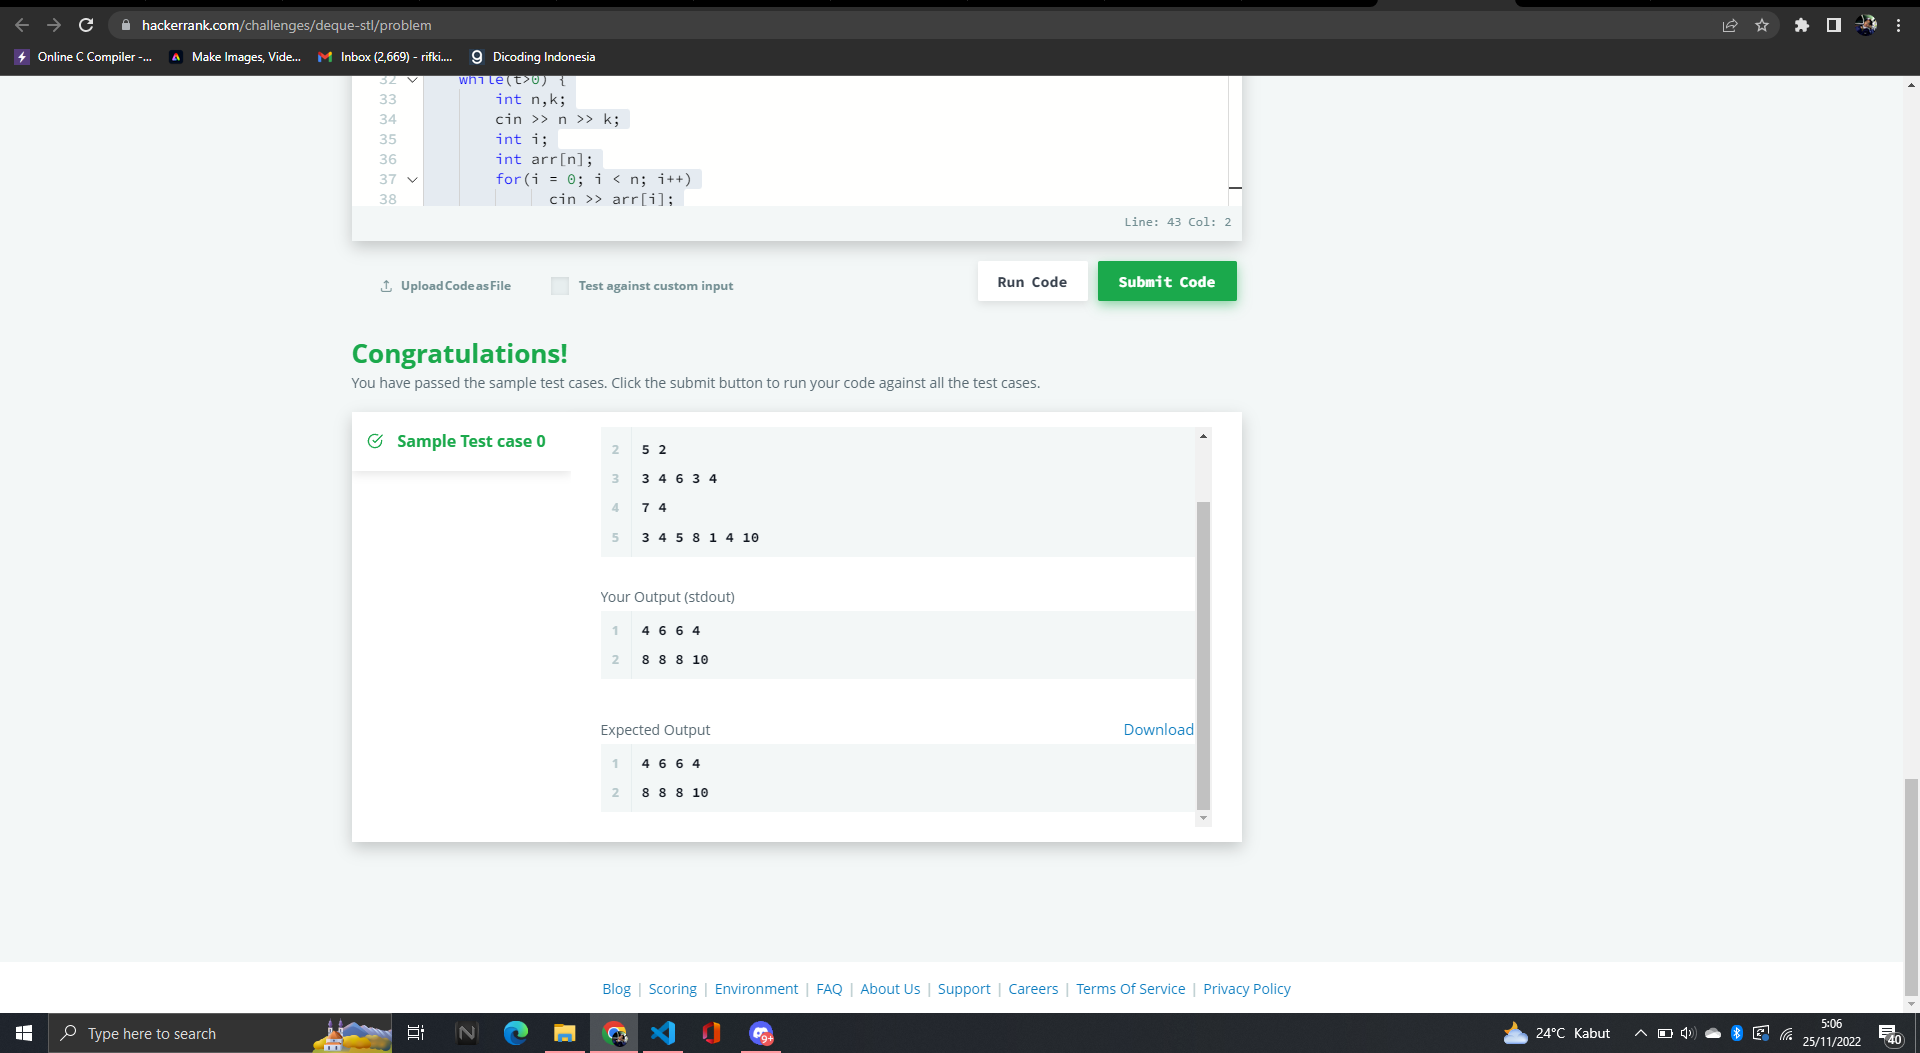 hackerrank.com/challenges/deque-stl/problem
Online C Compiler -...
Make Images, Vide...
Inbox (2,669) - rifki....
Dicoding Indonesia
32 while(t>0) {
33 int n,k;
34 cin >> n >> k;
35 int i;
36 int arr[n];
37 for(i = 0; i < n; i++)
38 cin >> arr[i];
Line: 43 Col: 2
Upload Code as File
Test against custom input
Run Code
Submit Code
Congratulations!
You have passed the sample test cases. Click the submit button to run your code against all the test cases.
Sample Test case 0
2 5 2
3 3 4 6 3 4
4 7 4
5 3 4 5 8 1 4 10
Your Output (stdout)
1 4 6 6 4
2 8 8 8 10
Expected Output
Download
1 4 6 6 4
2 8 8 8 10
Blog | Scoring | Environment | FAQ | About Us | Support | Careers | Terms Of Service | Privacy Policy
Type here to search
9+
24°C Kabut
5:06
25/11/2022
40